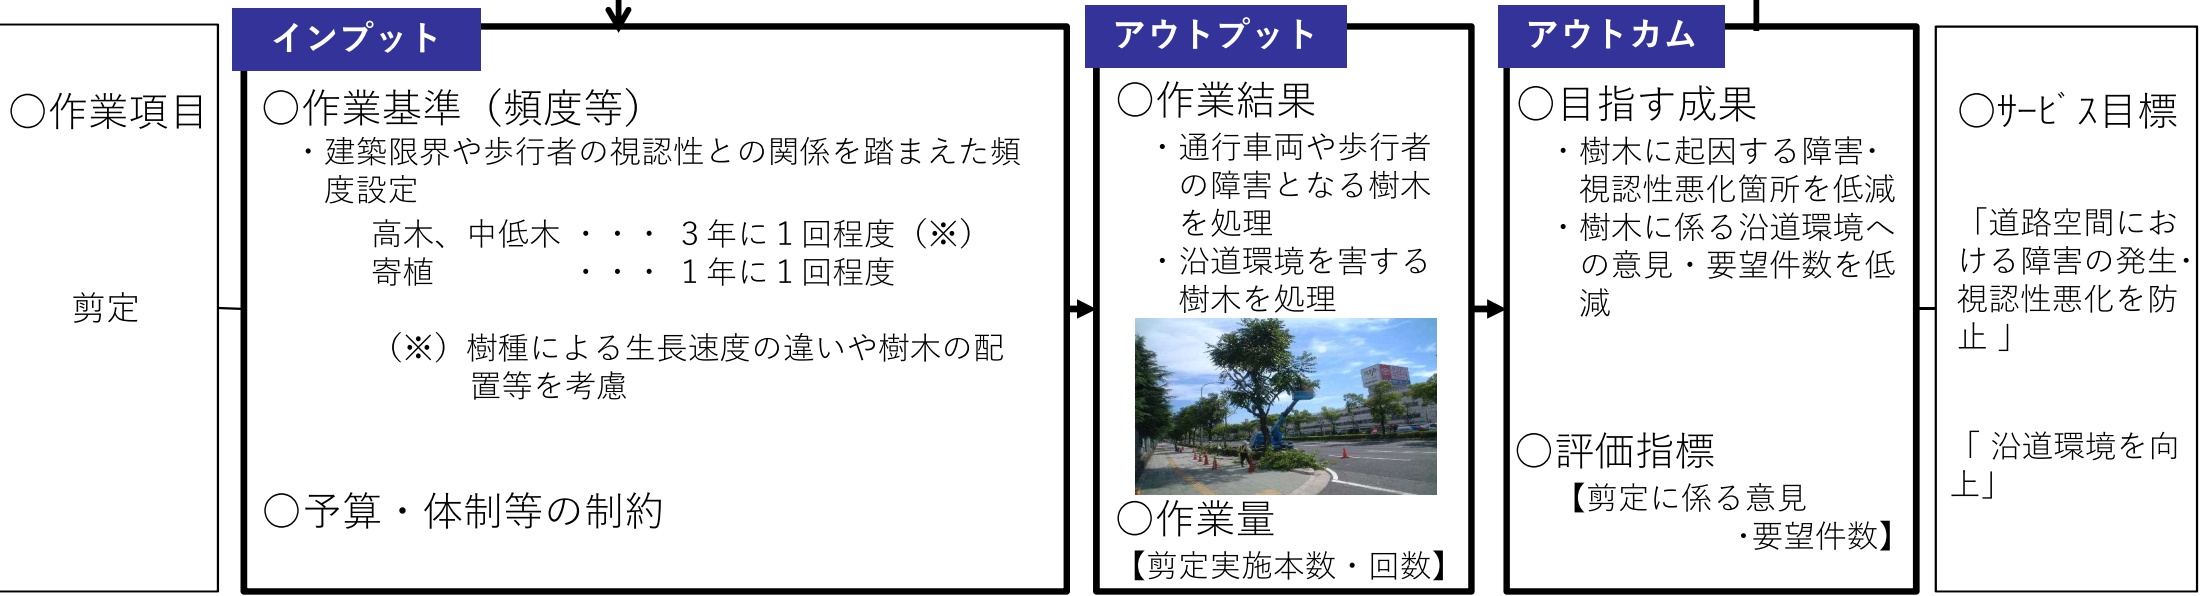 ○作業項目
剪定
インプット
○作業基準（頻度等）
・建築限界や歩行者の視認性との関係を踏まえた頻
度設定
高木、中低木 ・・・ ３年に１回程度（※）
寄植 ・・・ １年に１回程度
（※）樹種による生長速度の違いや樹木の配
置等を考慮
○予算・体制等の制約
アウトプット
○作業結果
・通行車両や歩行者
の障害となる樹木
を処理
・沿道環境を害する
樹木を処理
○作業量
【剪定実施本数・回数】
アウトカム
○目指す成果
・樹木に起因する障害・
視認性悪化箇所を低減
・樹木に係る沿道環境へ
の意見・要望件数を低
減
○評価指標
【剪定に係る意見
・要望件数】
○ｻｰﾋﾞｽ目標
「道路空間にお
ける障害の発生・
視認性悪化を防
止 」
「 沿道環境を向
上」